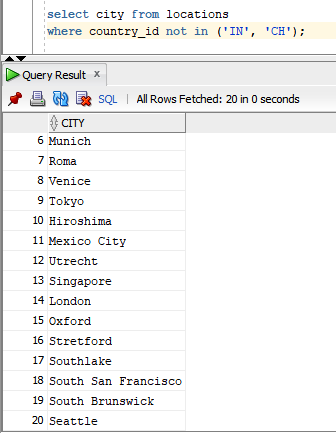 select city from locations
where country_id not in ('IN', 'CH');
Query Result x
SQL | All Rows Fetched: 20 in 0 seconds
CITY
6 Munich
7 Roma
8 Venice
9 Tokyo
10 Hiroshima
11 Mexico City
12 Utrecht
13 Singapore
14 London
15 Oxford
16 Stretford
17 Southlake
18 South San Francisco
19 South Brunswick
20 Seattle